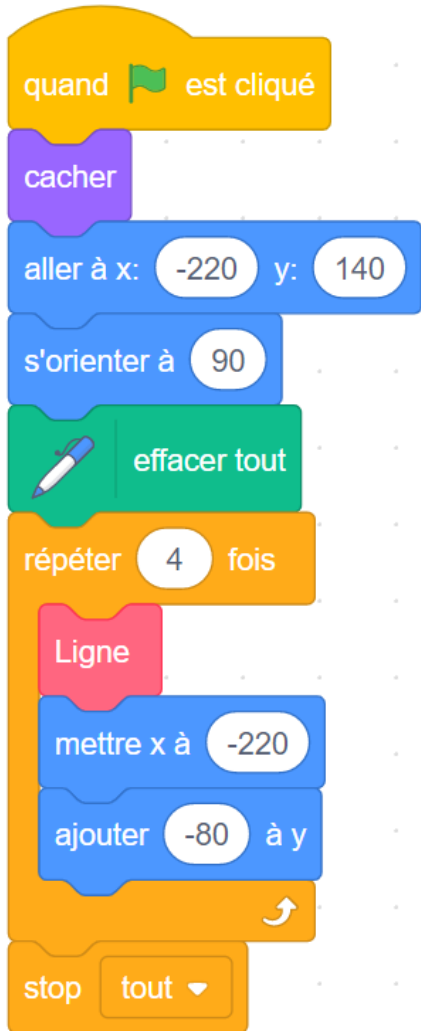 quand est cliqué
cacher
aller à x: -220 y: 140
s'orienter à 90
effacer tout
répéter 4 fois
Ligne
mettre x à -220
ajouter -80 à y
stop tout